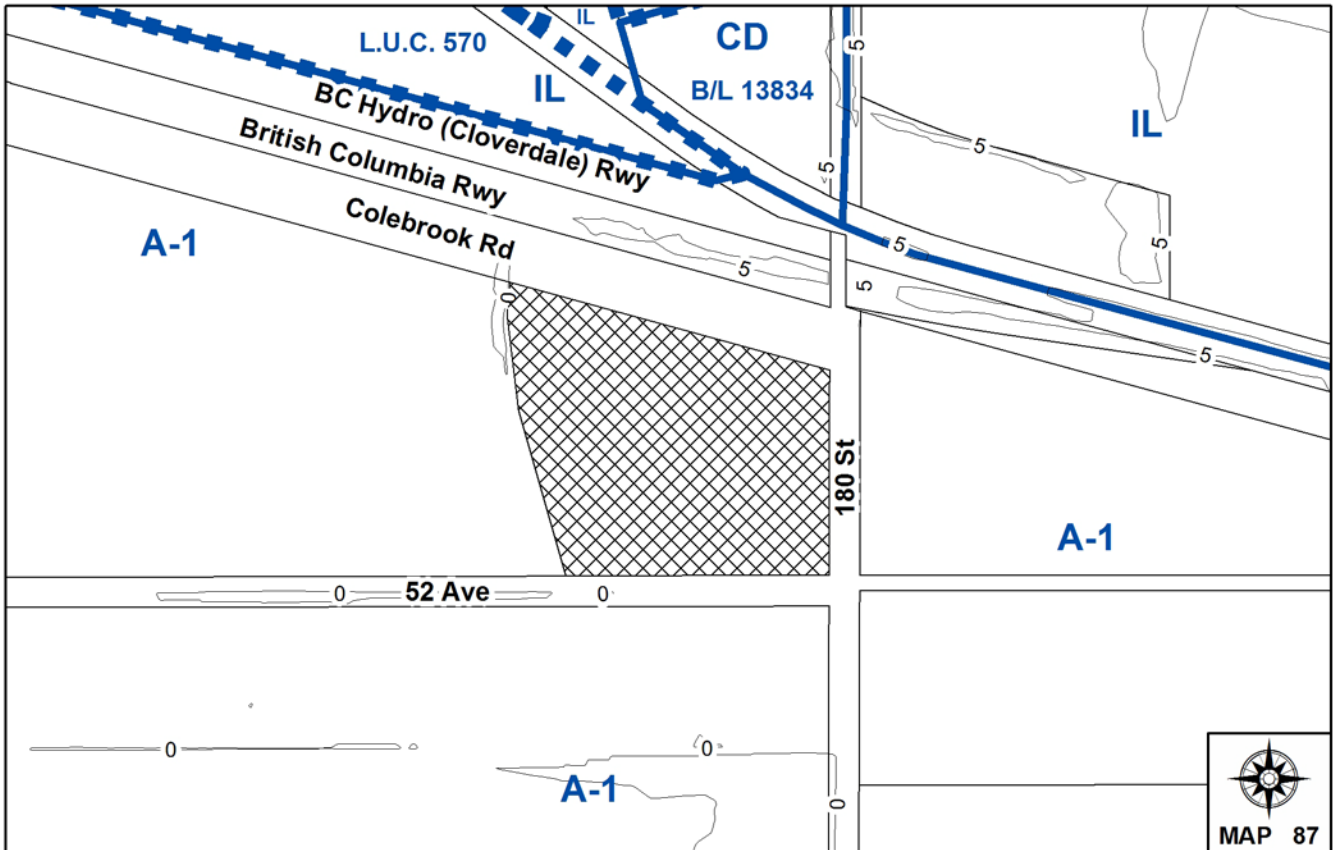 IL
L.U.C. 570
CD
5
IL
B/L 13834
IL
BC Hydro (Cloverdale) Rwy
5
British Columbia Rwy
5
Colebrook Rd
A-1
5
5
5
5
0
5
180 St
A-1
0
52 Ave
0
0
0
A-1
0
MAP 87